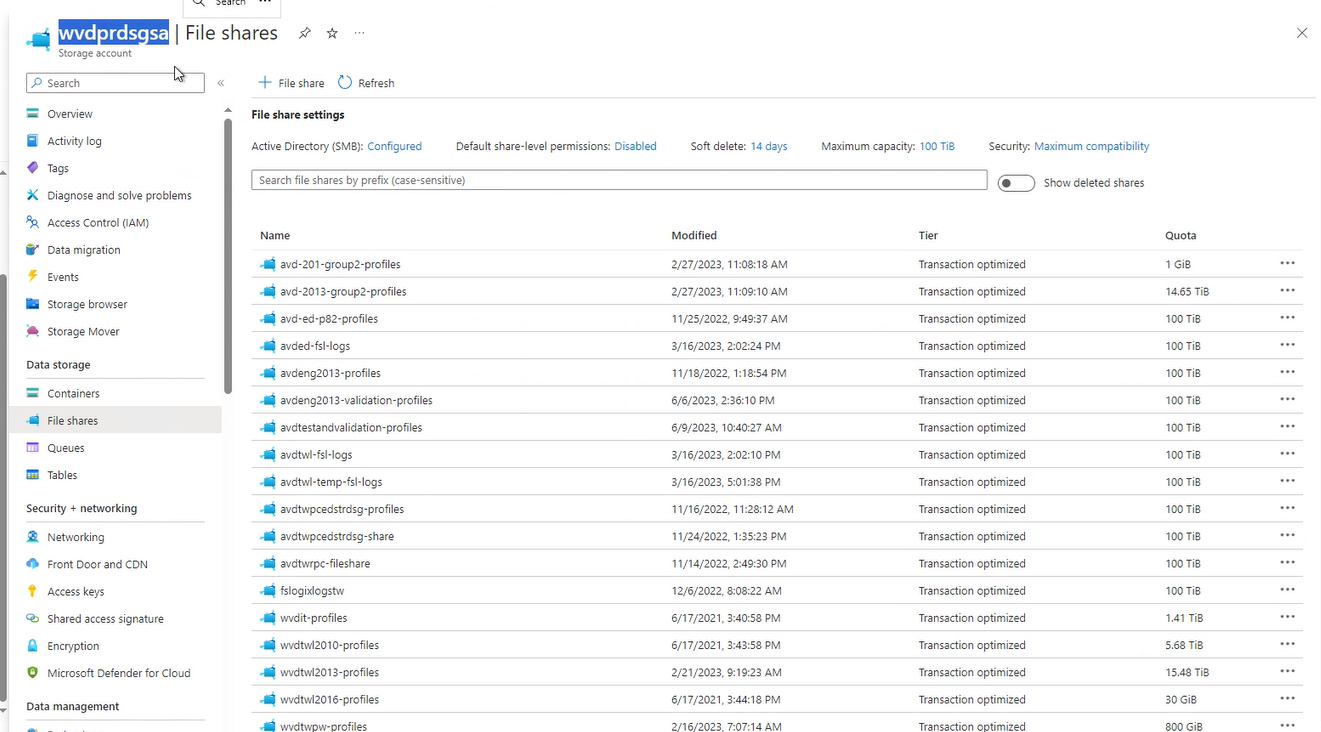 Search ...
wvdprdsgsa | File shares ...
Storage account
Search «
+ File share Refresh
Overview
Activity log
Tags
Diagnose and solve problems
Access Control (IAM)
Data migration
Events
Storage browser
Storage Mover
Data storage
Containers
File shares
Queues
Tables
Security + networking
Networking
Front Door and CDN
Access keys
Shared access signature
Encryption
Microsoft Defender for Cloud
Data management
File share settings
Active Directory (SMB): Configured Default share-level permissions: Disabled Soft delete: 14 days Maximum capacity: 100 TiB Security: Maximum compatibility
Search file shares by prefix (case-sensitive) Show deleted shares
Name Modified Tier Quota
avd-201-group2-profiles 2/27/2023, 11:08:18 AM Transaction optimized 1 GiB ...
avd-2013-group2-profiles 2/27/2023, 11:09:10 AM Transaction optimized 14.65 TiB ...
avd-ed-p82-profiles 11/25/2022, 9:49:37 AM Transaction optimized 100 TiB ...
avded-fsl-logs 3/16/2023, 2:02:24 PM Transaction optimized 100 TiB ...
avdeng2013-profiles 11/18/2022, 1:18:54 PM Transaction optimized 100 TiB ...
avdeng2013-validation-profiles 6/6/2023, 2:36:10 PM Transaction optimized 100 TiB ...
avdtestandvalidation-profiles 6/9/2023, 10:40:27 AM Transaction optimized 100 TiB ...
avdtwl-fsl-logs 3/16/2023, 2:02:10 PM Transaction optimized 100 TiB ...
avdtwl-temp-fsl-logs 3/16/2023, 5:01:38 PM Transaction optimized 100 TiB ...
avdtwpcedstrdsg-profiles 11/16/2022, 11:28:12 AM Transaction optimized 100 TiB ...
avdtwpcedstrdsg-share 11/24/2022, 1:35:23 PM Transaction optimized 100 TiB ...
avdtwrpc-fileshare 11/14/2022, 2:49:30 PM Transaction optimized 100 TiB ...
fslogixlogstw 12/6/2022, 8:08:22 AM Transaction optimized 100 TiB ...
wvdit-profiles 6/17/2021, 3:40:58 PM Transaction optimized 1.41 TiB ...
wvdtwl2010-profiles 6/17/2021, 3:43:58 PM Transaction optimized 5.68 TiB ...
wvdtwl2013-profiles 2/21/2023, 9:19:23 AM Transaction optimized 15.48 TiB ...
wvdtwl2016-profiles 6/17/2021, 3:44:18 PM Transaction optimized 30 GiB ...
wvdtwpw-profiles 2/16/2023, 7:07:14 AM Transaction optimized 800 GiB ...